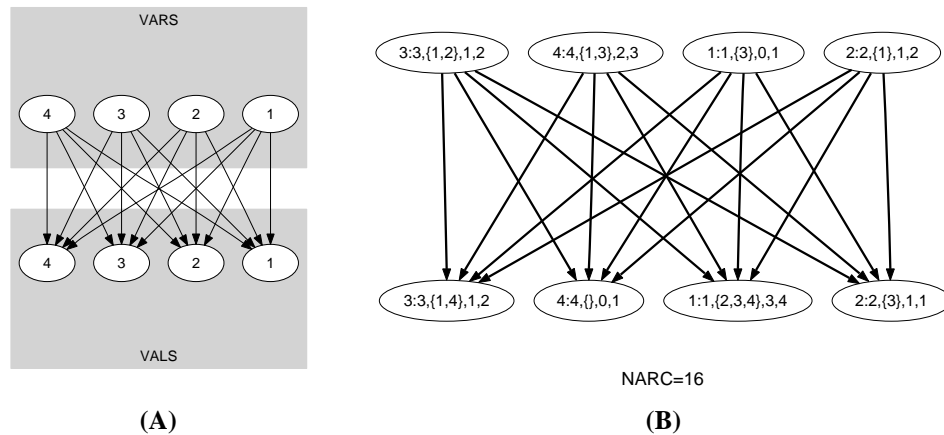 VARS
4 3 2 1
4 3 2 1
VALS
(A)
3:3,{1,2},1,2 4:4,{1,3},2,3 1:1,{3},0,1 2:2,{1},1,2
3:3,{1,4},1,2 4:4,{},0,1 1:1,{2,3,4},3,4 2:2,{3},1,1
NARC=16
(B)